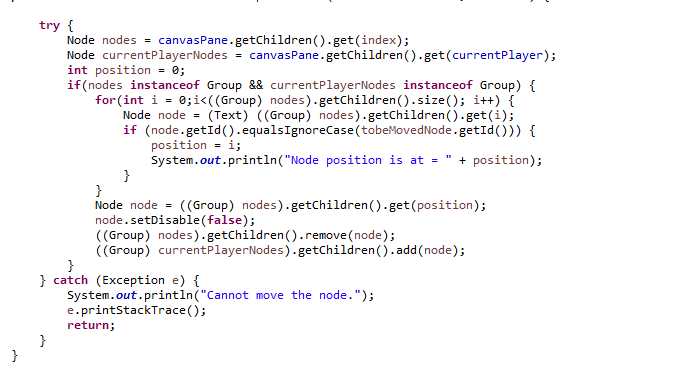 try {
Node nodes = canvasPane.getChildren().get(index);
Node currentPlayerNodes = canvasPane.getChildren().get(currentPlayer);
int position = 0;
if(nodes instanceof Group && currentPlayerNodes instanceof Group) {
for(int i = 0;i<((Group) nodes).getChildren().size(); i++) {
Node node = (Text) ((Group) nodes).getChildren().get(i);
if (node.getId().equalsIgnoreCase(tobeMovedNode.getId())) {
position = i;
System.out.println("Node position is at = " + position);
}
}
Node node = ((Group) nodes).getChildren().get(position);
node.setDisable(false);
((Group) nodes).getChildren().remove(node);
((Group) currentPlayerNodes).getChildren().add(node);
}
} catch (Exception e) {
System.out.println("Cannot move the node.");
e.printStackTrace();
return;
}
}